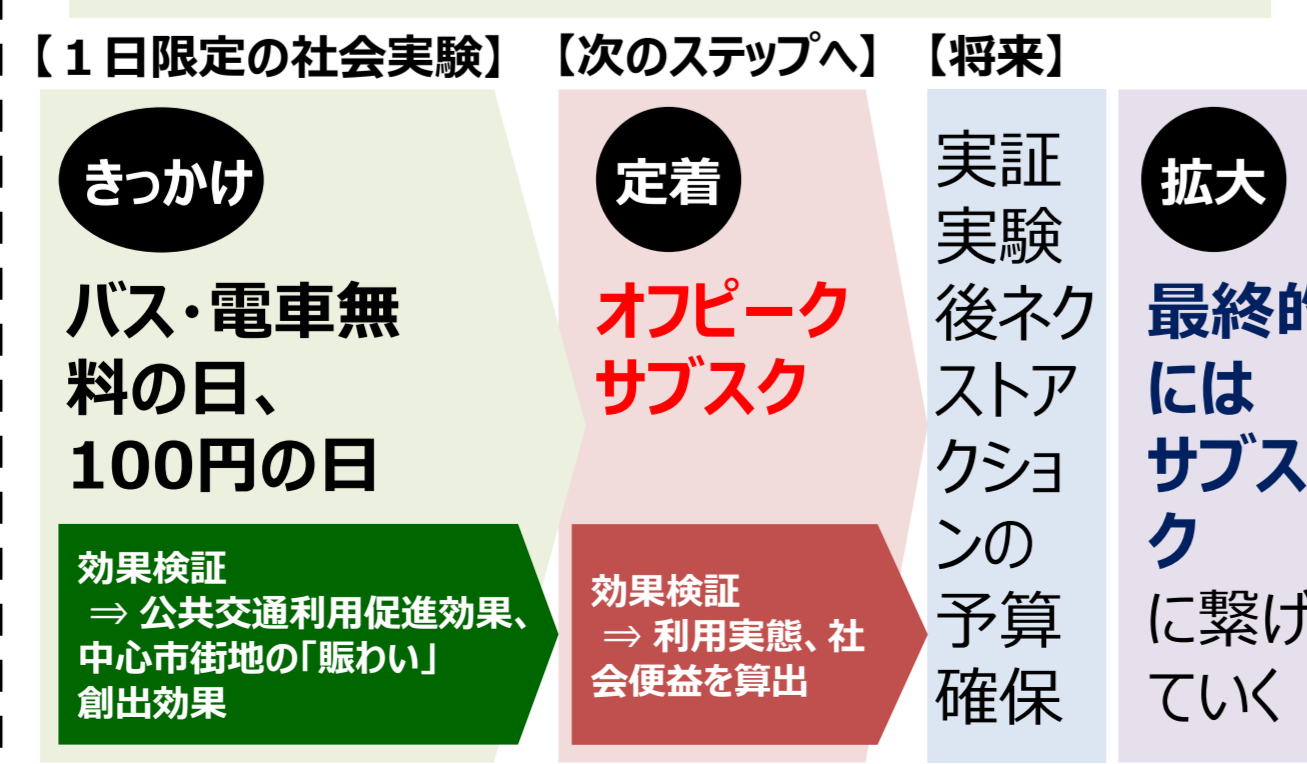 【１日限定の社会実験】
きっかけ
バス・電車無
料の日、
100円の日
効果検証
⇒ 公共交通利用促進効果、
中心市街地の「賑わい」
創出効果
【次のステップへ】
定着
オフピーク
サブスク
効果検証
⇒ 利用実態、社
会便益を算出
【将来】
実証
実験
後ネク
ストア
クショ
ンの
予算
確保
拡大
最終的
には
サブス
ク
に繋げ
ていく